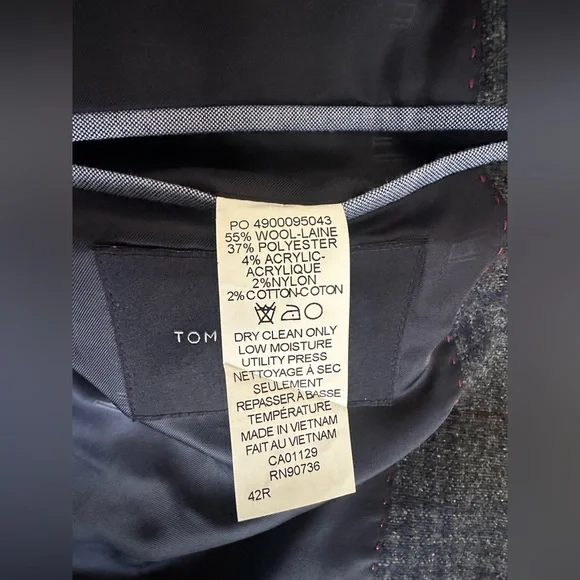 PO 4900095043
55% WOOL-LAINE
37% POLYESTER
4% ACRYLIC-
ACRYLIQUE
2%NYLON
2%COTTON-COTON
TOM
DRY CLEAN ONLY
LOW MOISTURE
UTILITY PRESS
NETTOYAGE À SEC
SEULEMENT
REPASSER À BASSE
TEMPÉRATURE
MADE IN VIETNAM
FAIT AU VIETNAM
CA01129
RN90736
42R